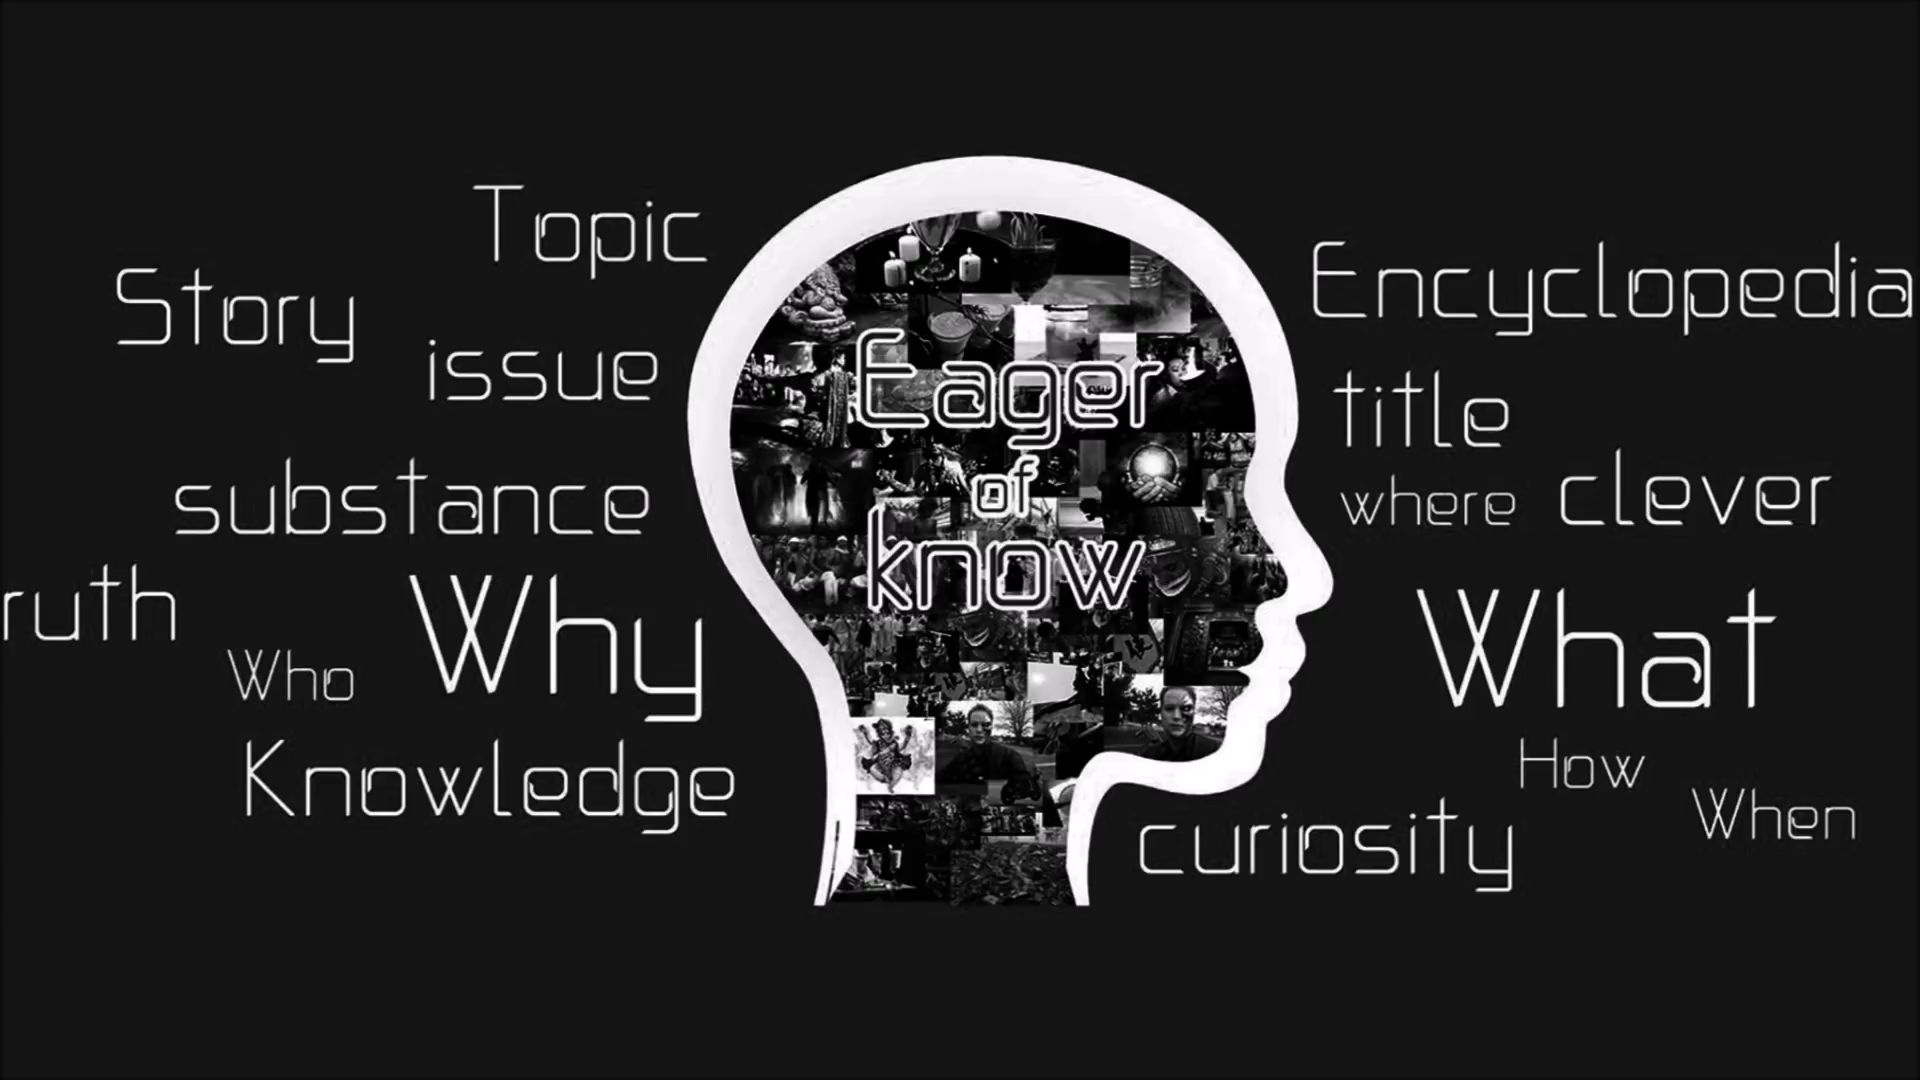 Topic
Story
issue
substance
ruth
Who
Why
Knowledge
Eager
of
know
Encyclopedia
title
where
clever
What
How
When
curiosity